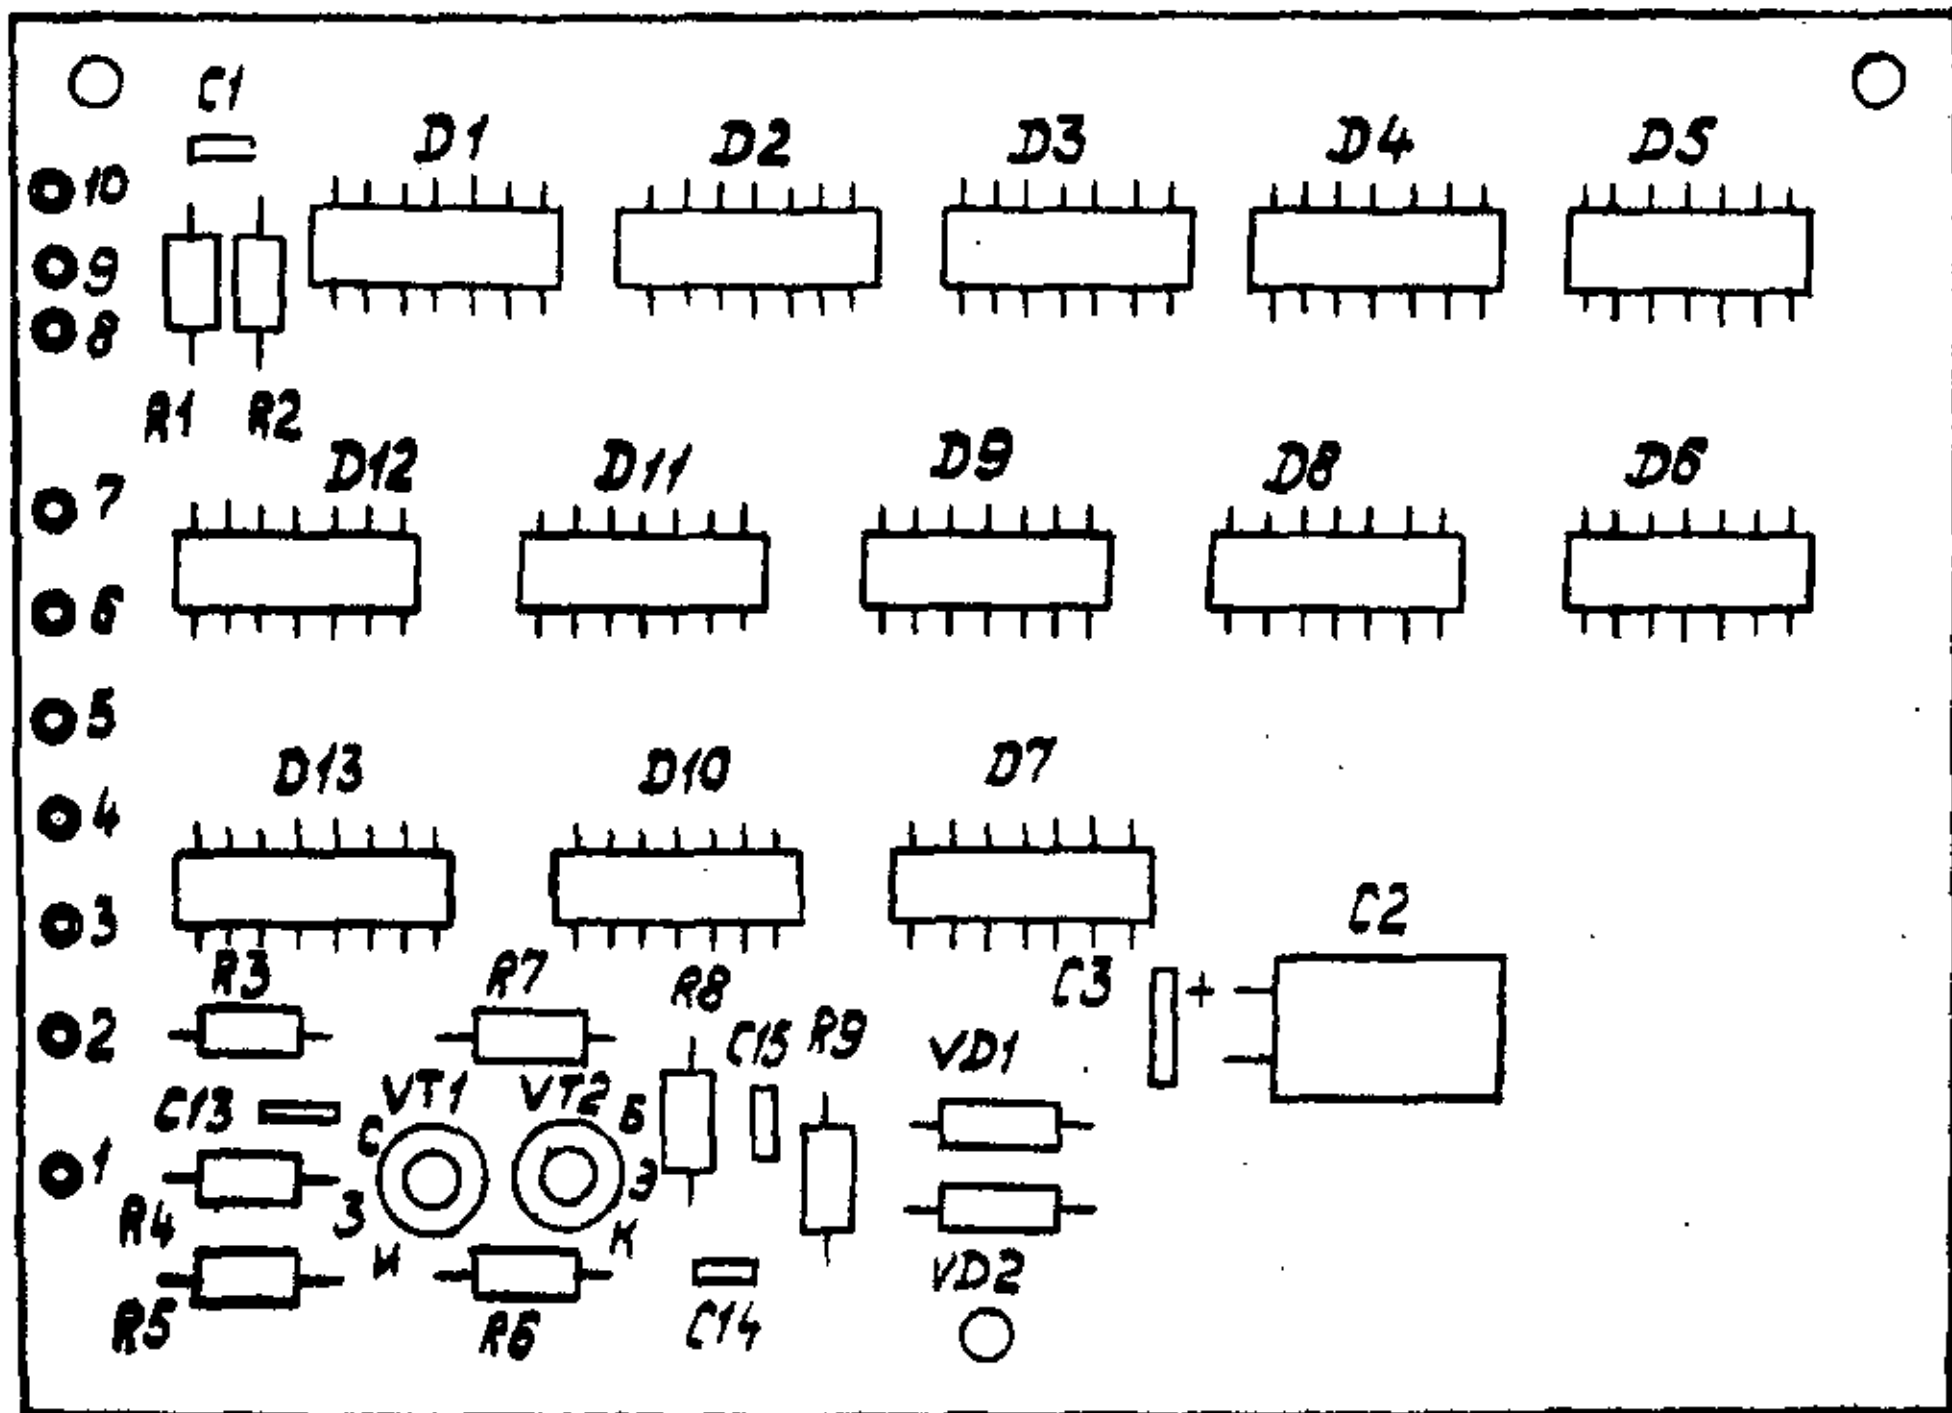 C1
D1 D2 D3 D4 D5
10
9
8
R1 R2
D12 D11 D9 D8 D6
7
6
5
D13 D10 D7
4
3
C2
R3 R7 R8 C3 +
2
C15 R9 VD1
C13 VT1 VT2 Б
С
1
З Э
R4 И К
VD2
R5 R6 C14